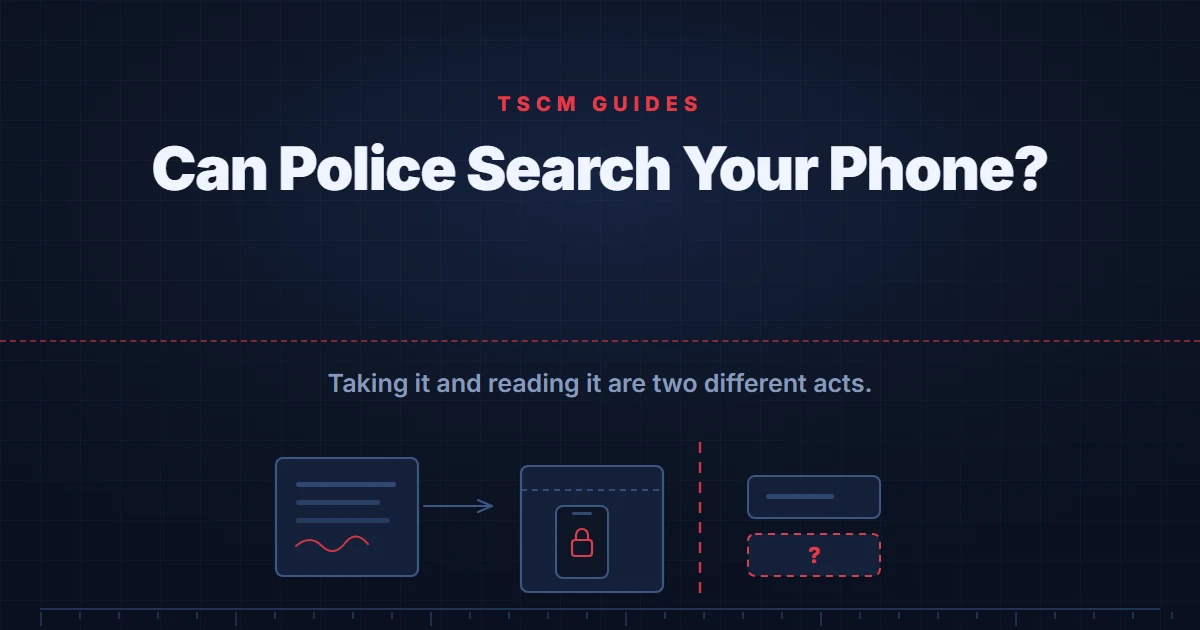 TSCM GUIDES
Can Police Search Your Phone?
Taking it and reading it are two different acts.
?